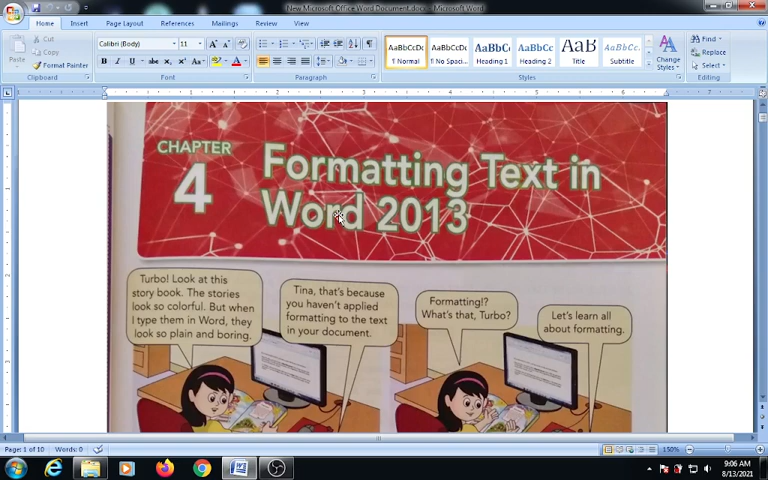 New Microsoft Office Word Document.docx - Microsoft Word
Home Insert Page Layout References Mailings Review View
Cut
Copy
Paste
Format Painter
Clipboard
Calibri (Body) 11
Font
Paragraph
AaBbCcDc AaBbCcDc AaBbCc AaBbCc AaB AaBbCc.
¶ Normal ¶ No Spaci... Heading 1 Heading 2 Title Subtitle
Change Styles
Styles
Find
Replace
Select
Editing
CHAPTER
4
Formatting Text in
Word 2013
Turbo! Look at this
story book. The stories
look so colorful. But when
I type them in Word, they
look so plain and boring.
Tina, that's because
you haven't applied
formatting to the text
in your document.
Formatting!?
What's that, Turbo?
Let's learn all
about formatting.
Page: 1 of 10 Words: 0 150%
9:06 AM
8/13/2021